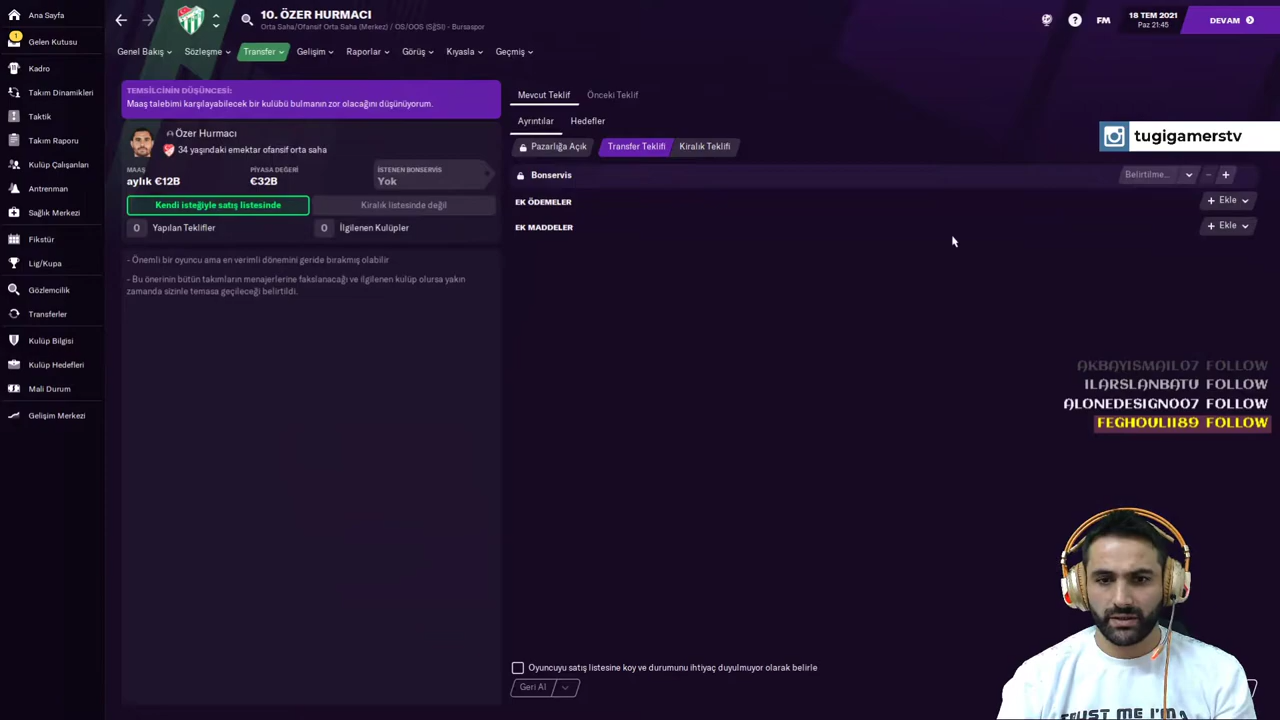 Ana Sayfa
1
Gelen Kutusu
Kadro
Takım Dinamikleri
Taktik
Takım Raporu
Kulüp Çalışanları
Antrenman
Sağlık Merkezi
Fikstür
Lig/Kupa
Gözlemcilik
Transferler
Kulüp Bilgisi
Kulüp Hedefleri
Mali Durum
Gelişim Merkezi
10. ÖZER HURMACI
Orta Saha/Ofansif Orta Saha (Merkez) / OS/OOS (SğSl) - Bursaspor
?
FM
18 TEM 2021
Paz 21:45
DEVAM
Genel Bakış
Sözleşme
Transfer
Gelişim
Raporlar
Görüş
Kıyasla
Geçmiş
TEMSİLCİNİN DÜŞÜNCESİ:
Maaş talebimi karşılayabilecek bir kulübü bulmanın zor olacağını düşünüyorum.
Özer Hurmacı
34 yaşındaki emektar ofansif orta saha
MAAŞ
aylık €12B
PİYASA DEĞERİ
€32B
İSTENEN BONSERVİS
Yok
Kendi isteğiyle satış listesinde
Kiralık listesinde değil
0 Yapılan Teklifler
0 İlgilenen Kulüpler
- Önemli bir oyuncu ama en verimli dönemini geride bırakmış olabilir
- Bu önerinin bütün takımların menajerlerine fakslanacağı ve ilgilenen kulüp olursa yakın
zamanda sizinle temasa geçileceği belirtildi.
Mevcut Teklif
Önceki Teklif
Ayrıntılar
Hedefler
Pazarlığa Açık
Transfer Teklifi
Kiralık Teklifi
Bonservis
Belirtilme...
EK ÖDEMELER
+ Ekle
EK MADDELER
+ Ekle
tugigamerstv
AKBAYISMAIL07 FOLLOW
ILARSLANBATU FOLLOW
ALONEDESIGN007 FOLLOW
FEGHOULI189 FOLLOW
Oyuncuyu satış listesine koy ve durumunu ihtiyaç duyulmuyor olarak belirle
Geri Al
TRUST ME I'M